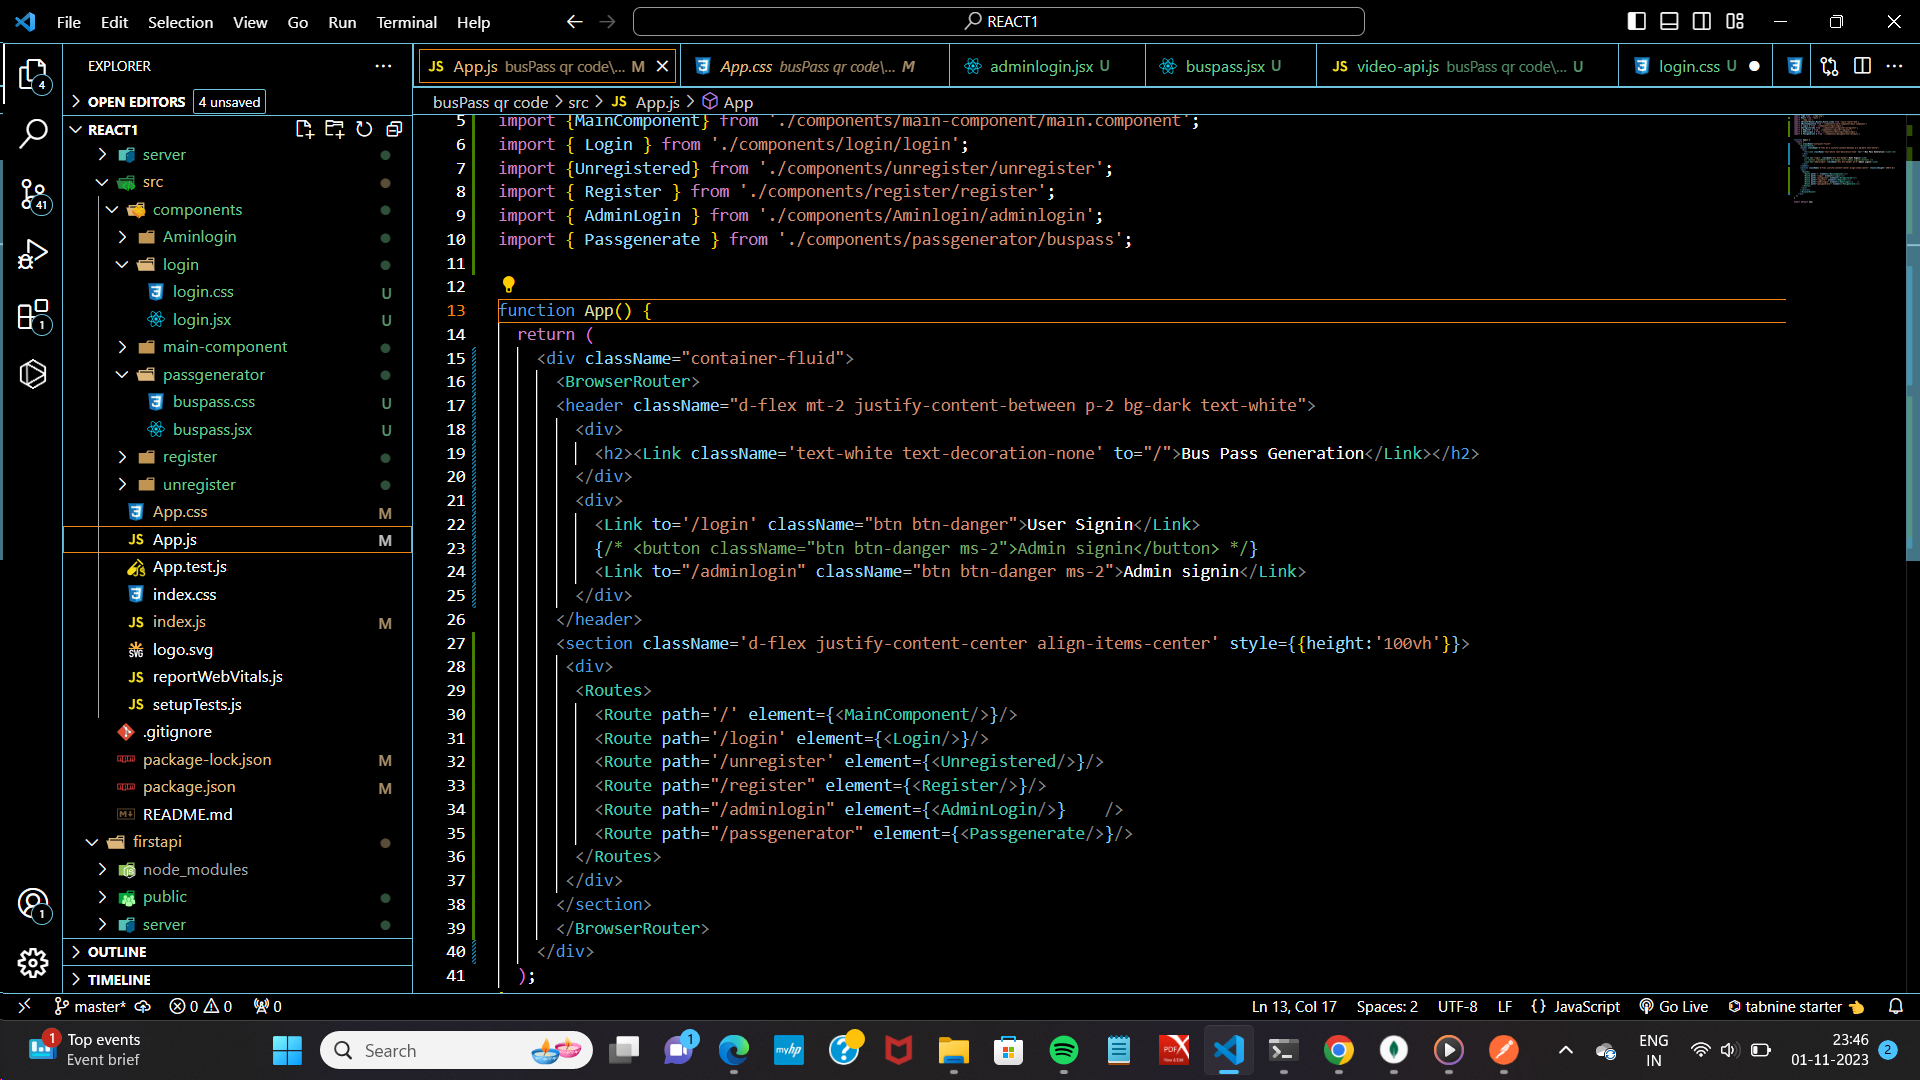 File Edit Selection View Go Run Terminal Help
REACT1
EXPLORER
OPEN EDITORS 4 unsaved
REACT1
server
src
components
Aminlogin
login
login.css U
login.jsx U
main-component
passgenerator
buspass.css U
buspass.jsx U
register
unregister
App.css M
App.js M
App.test.js
index.css
index.js M
logo.svg
reportWebVitals.js
setupTests.js
.gitignore
package-lock.json M
package.json M
README.md
firstapi
node_modules
public
server
OUTLINE
TIMELINE
4
41
1
1
JS App.js busPass qr code\... M
App.css busPass qr code\... M
adminlogin.jsx U
buspass.jsx U
JS video-api.js busPass qr code\... U
login.css U
busPass qr code > src > JS App.js > App
5 import {MainComponent} from './components/main-component/main.component';
6 import { Login } from './components/login/login';
7 import {Unregistered} from './components/unregister/unregister';
8 import { Register } from './components/register/register';
9 import { AdminLogin } from './components/Aminlogin/adminlogin';
10 import { Passgenerate } from './components/passgenerator/buspass';
11
12
13 function App() {
14 return (
15 <div className="container-fluid">
16 <BrowserRouter>
17 <header className="d-flex mt-2 justify-content-between p-2 bg-dark text-white">
18 <div>
19 <h2><Link className='text-white text-decoration-none' to="/">Bus Pass Generation</Link></h2>
20 </div>
21 <div>
22 <Link to='/login' className="btn btn-danger">User Signin</Link>
23 {/* <button className="btn btn-danger ms-2">Admin signin</button> */}
24 <Link to="/adminlogin" className="btn btn-danger ms-2">Admin signin</Link>
25 </div>
26 </header>
27 <section className='d-flex justify-content-center align-items-center' style={{height:'100vh'}}>
28 <div>
29 <Routes>
30 <Route path='/' element={<MainComponent/>}/>
31 <Route path='/login' element={<Login/>}/>
32 <Route path='/unregister' element={<Unregistered/>}/>
33 <Route path="/register" element={<Register/>}/>
34 <Route path="/adminlogin" element={<AdminLogin/>} />
35 <Route path="/passgenerator" element={<Passgenerate/>}/>
36 </Routes>
37 </div>
38 </section>
39 </BrowserRouter>
40 </div>
41 );
master* 0 0 0
Ln 13, Col 17 Spaces: 2 UTF-8 LF {} JavaScript Go Live tabnine starter
1 Top events
Event brief
Search
1
myhp
PDF
ENG
IN
23:46
01-11-2023
2